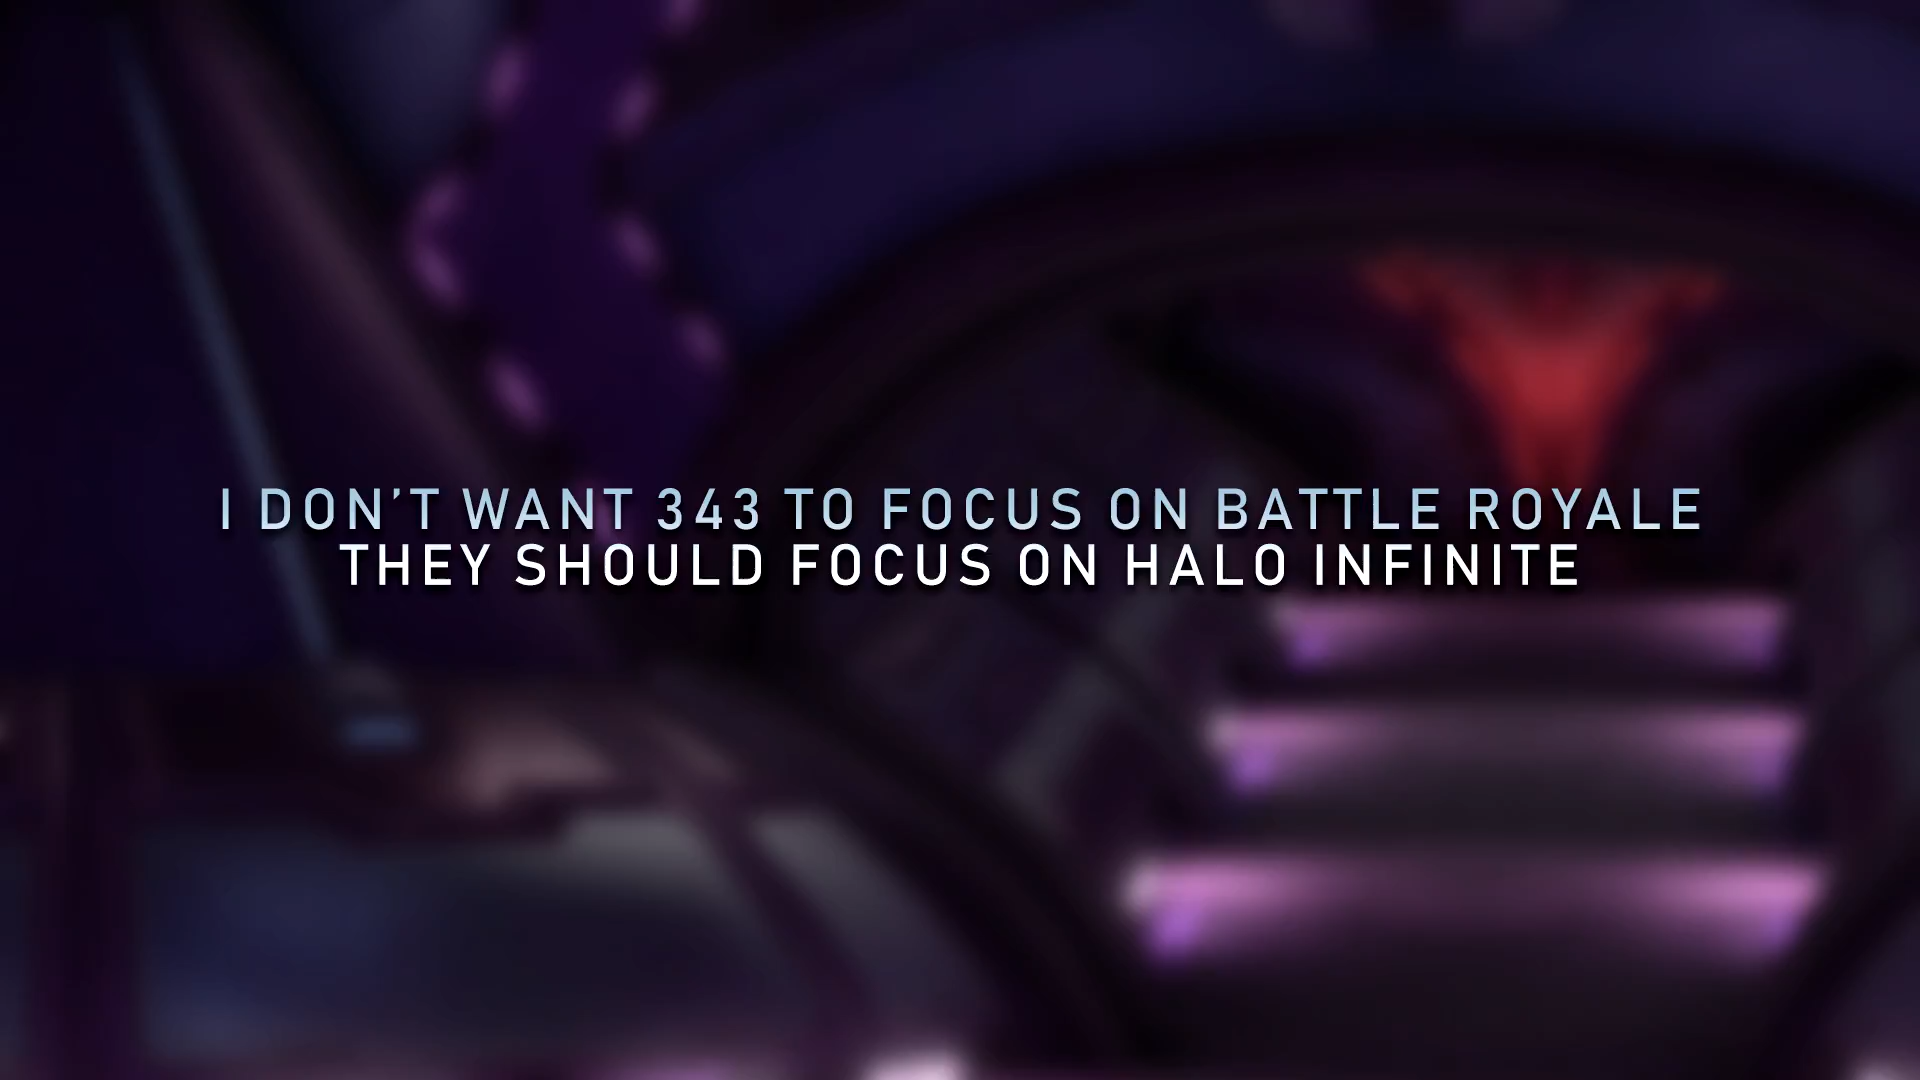 I DON'T WANT 343 TO FOCUS ON BATTLE ROYALE
THEY SHOULD FOCUS ON HALO INFINITE